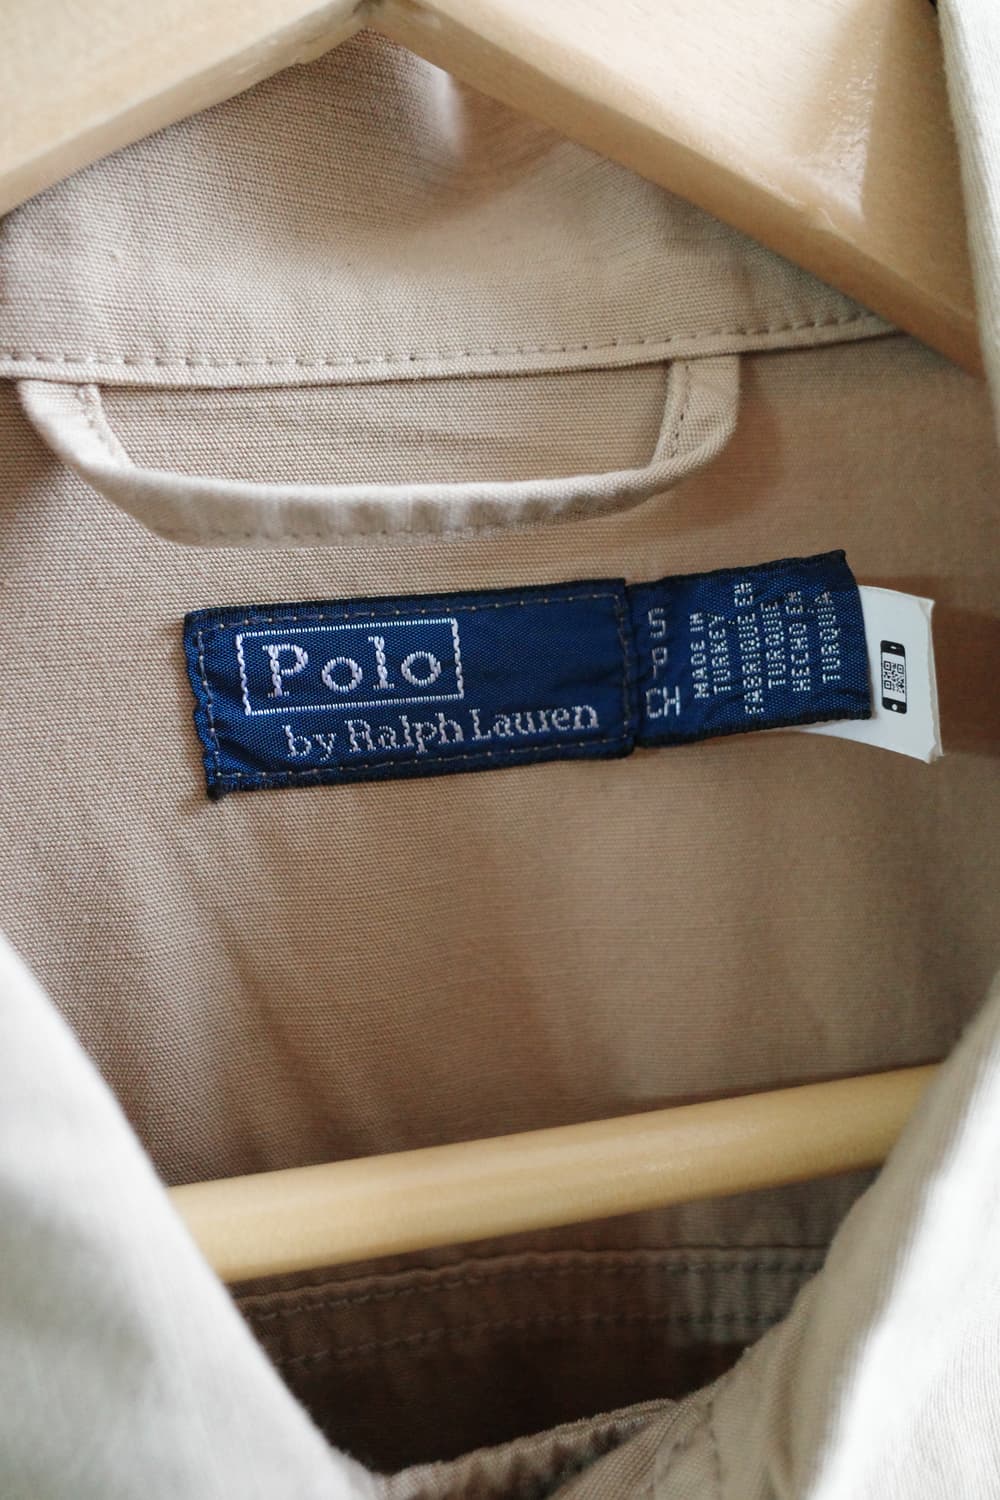 Polo
by Ralph Lauren
S
P
CH
MADE IN
TURKEY
FABRIQUE EN
TURQUIE
HECHO EN
TURQUIA